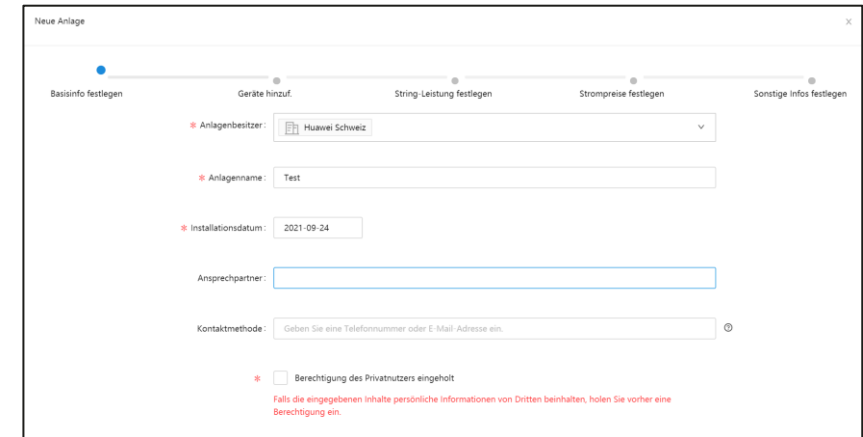 Neue Anlage
Basisinfo festlegen
Geräte hinzuf.
String-Leistung festlegen
Strompreise festlegen
Sonstige Infos festlegen
* Anlagenbesitzer: Huawei Schweiz
* Anlagenname: Test
* Installationsdatum: 2021-09-24
Ansprechpartner:
Kontaktmethode: Geben Sie eine Telefonnummer oder E-Mail-Adresse ein.
* Berechtigung des Privatnutzers eingeholt
Falls die eingegebenen Inhalte persönliche Informationen von Dritten beinhalten, holen Sie vorher eine
Berechtigung ein.